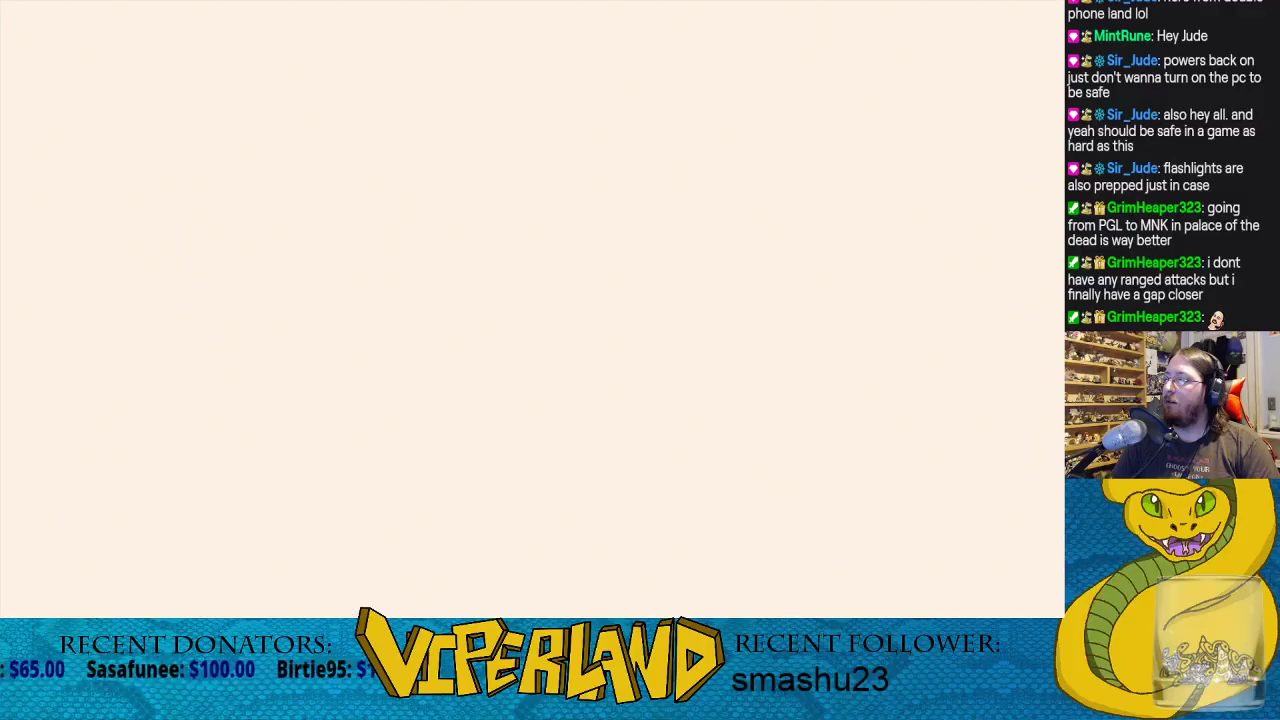 phone land lol
MintRune: Hey Jude
Sir_Jude: powers back on
just don't wanna turn on the pc to
be safe
Sir_Jude: also hey all. and
yeah should be safe in a game as
hard as this
Sir_Jude: flashlights are
also prepped just in case
GrimHeaper323: going
from PGL to MNK in palace of the
dead is way better
GrimHeaper323: i dont
have any ranged attacks but i
finally have a gap closer
GrimHeaper323:
CHOOSE YOUR
RECENT DONATORS:
: $65.00 Sasafunee: $100.00 Birtie95: $1
VIPERLAND
RECENT FOLLOWER:
smashu23